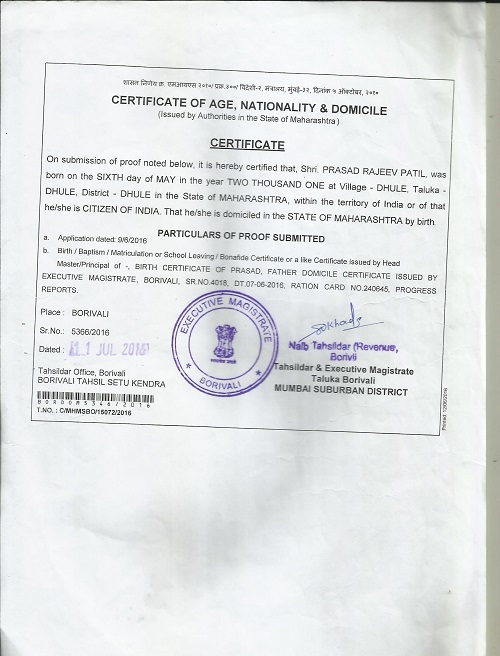 शासन निर्णय क्र. एमआयएस २०१०/ प्रक्र.३००/ विदेशी-२, मंत्रालय, मुंबई-३२, दिनांक ५ ऑक्टोबर, २०१०
CERTIFICATE OF AGE, NATIONALITY & DOMICILE
(Issued by Authorities in the State of Maharashtra)
CERTIFICATE
On submission of proof noted below, it is hereby certified that, Shri. PRASAD RAJEEV PATIL, was
born on the SIXTH day of MAY in the year TWO THOUSAND ONE at Village - DHULE, Taluka -
DHULE, District - DHULE in the State of MAHARASHTRA, within the territory of India or of that
he/she is CITIZEN OF INDIA. That he/she is domiciled in the STATE OF MAHARASHTRA by birth.
PARTICULARS OF PROOF SUBMITTED
a. Application dated: 9/6/2016
b. Birth / Baptism / Matriculation or School Leaving / Bonafide Certificate or a like Certificate issued by Head
Master/Principal of -, BIRTH CERTIFICATE OF PRASAD, FATHER DOMICILE CERTIFICATE ISSUED BY
EXECUTIVE MAGISTRATE, BORIVALI, SR.NO.4018, DT.07-06-2016, RATION CARD NO.240645, PROGRESS
REPORTS.
Place : BORIVALI
Sr.No.: 5366/2016
Dated : 11 JUL 2016
Tahsildar Office, Borivali
BORIVALI TAHSIL SETU KENDRA
T.NO. : C/MHMSBO/15072/2016
EXECUTIVE MAGISTRATE
BORIVALI
Naib Tahsildar (Revenue,
Borivli
Tahsildar & Executive Magistrate
Taluka Borivali
MUMBAI SUBURBAN DISTRICT